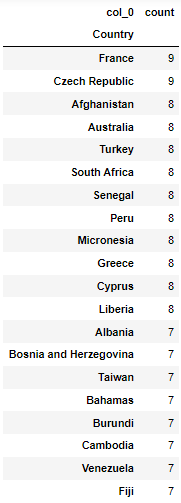 col_0 count
Country
France 9
Czech Republic 9
Afghanistan 8
Australia 8
Turkey 8
South Africa 8
Senegal 8
Peru 8
Micronesia 8
Greece 8
Cyprus 8
Liberia 8
Albania 7
Bosnia and Herzegovina 7
Taiwan 7
Bahamas 7
Burundi 7
Cambodia 7
Venezuela 7
Fiji 7